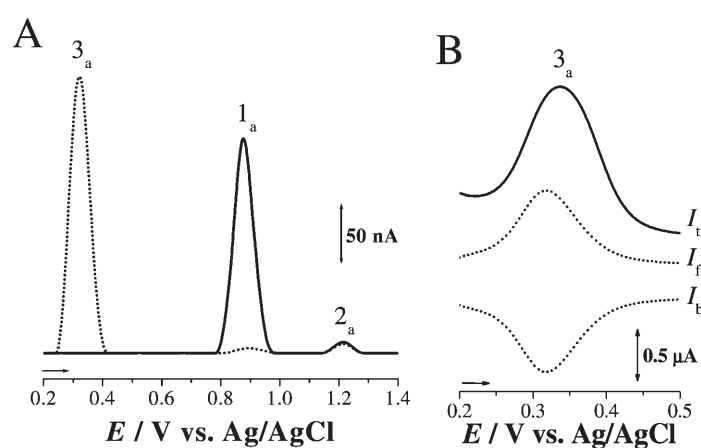 A
3a
1a
50 nA
2a
0.2 0.4 0.6 0.8 1.0 1.2 1.4
E / V vs. Ag/AgCl
B
3a
It
If
Ib
0.5 µA
0.2 0.3 0.4 0.5
E / V vs. Ag/AgCl